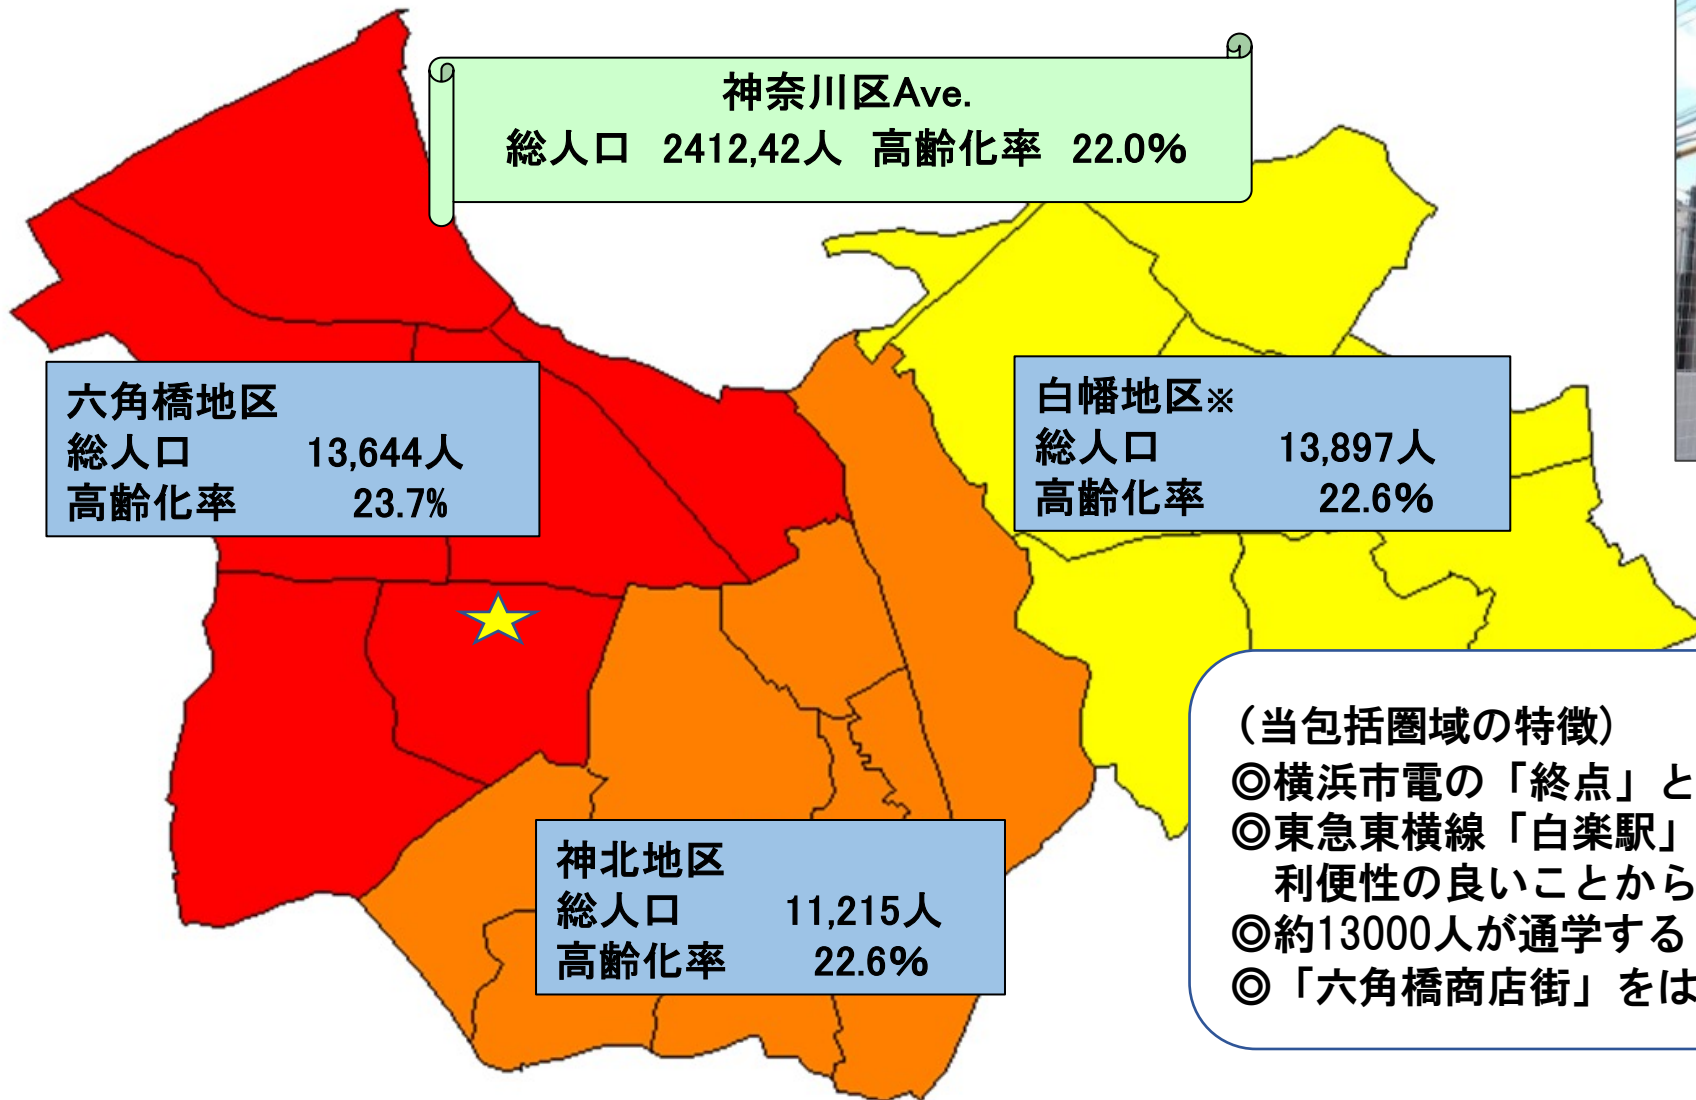 神奈川区Ave.
総人口 2412,42人 高齢化率 22.0%
六角橋地区
総人口 13,644人
高齢化率 23.7%
白幡地区※
総人口 13,897人
高齢化率 22.6%
神北地区
総人口 11,215人
高齢化率 22.6%
（当包括圏域の特徴）
◎横浜市電の「終点」と
◎東急東横線「白楽駅」
利便性の良いことから
◎約13000人が通学する
◎「六角橋商店街」をは